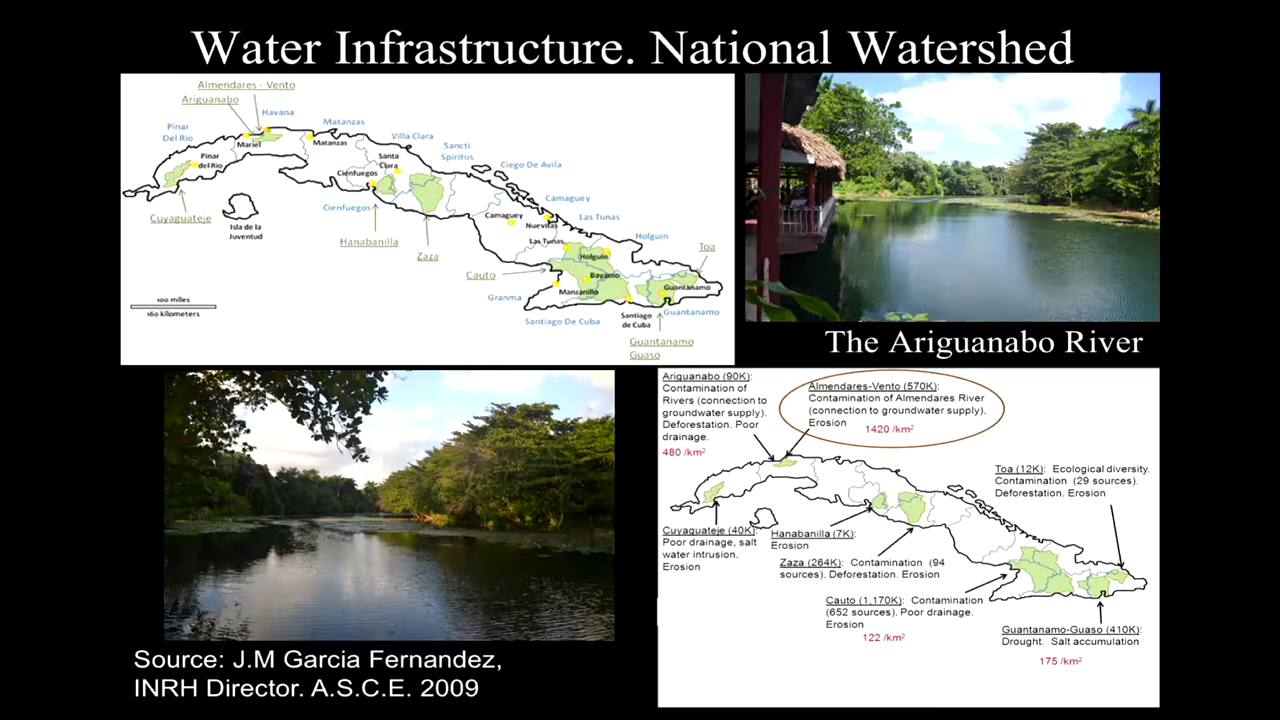 Water Infrastructure. National Watershed
Almendares - Vento
Ariguanabo
Havana
Pinar
Del Rio
Matanzas
Villa Clara
Mariel
Matanzas
Sancti
Spiritus
Pinar
del Rio
Santa
Clara
Ciego De Avila
Cienfuegos
Camaguey
Cuyaguateje
Cienfuegos
Camaguey
Las Tunas
Nuevitas
Isla de la
Juventud
Hanabanilla
Las Tunas
Holguin
Zaza
Holguin
Toa
Cauto
Bayamo
Manzanillo
Guantanamo
Granma
100 miles
160 kilometers
Santiago De Cuba
Santiago
de Cuba
Guantanamo
Guantanamo
Guaso
The Ariguanabo River
Ariguanabo (90K):
Contamination of
Rivers (connection to
groundwater supply).
Deforestation. Poor
drainage.
480 /km²
Almendares-Vento (570K):
Contamination of Almendares River
(connection to groundwater supply).
Erosion
1420 /km²
Toa (12K): Ecological diversity.
Contamination (29 sources).
Deforestation. Erosion
Cuyaguateje (40K):
Poor drainage, salt
water intrusion.
Erosion
Hanabanilla (7K):
Erosion
Zaza (264K): Contamination (94
sources). Deforestation. Erosion
Cauto (1,170K): Contamination
(652 sources). Poor drainage.
Erosion
122 /km²
Guantanamo-Guaso (410K):
Drought. Salt accumulation
175 /km²
Source: J.M Garcia Fernandez,
INRH Director. A.S.C.E. 2009